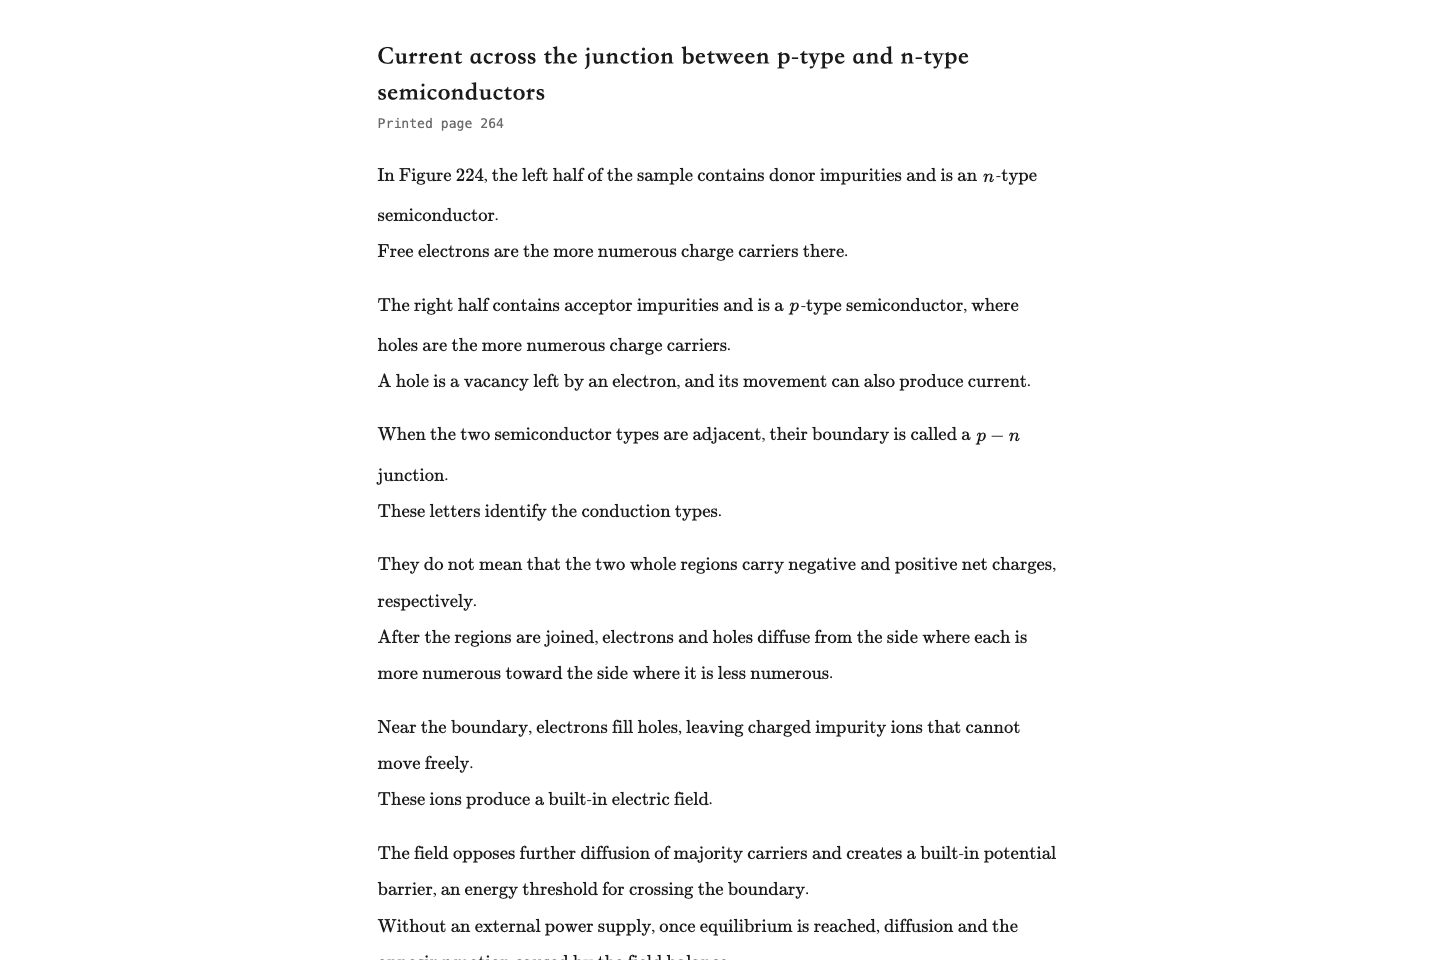 Current across the junction between p-type and n-type
semiconductors
Printed page 264
In Figure 224, the left half of the sample contains donor impurities and is an n-type
semiconductor.
Free electrons are the more numerous charge carriers there.
The right half contains acceptor impurities and is a p-type semiconductor, where
holes are the more numerous charge carriers.
A hole is a vacancy left by an electron, and its movement can also produce current.
When the two semiconductor types are adjacent, their boundary is called a p − n
junction.
These letters identify the conduction types.
They do not mean that the two whole regions carry negative and positive net charges,
respectively.
After the regions are joined, electrons and holes diffuse from the side where each is
more numerous toward the side where it is less numerous.
Near the boundary, electrons fill holes, leaving charged impurity ions that cannot
move freely.
These ions produce a built-in electric field.
The field opposes further diffusion of majority carriers and creates a built-in potential
barrier, an energy threshold for crossing the boundary.
Without an external power supply, once equilibrium is reached, diffusion and the